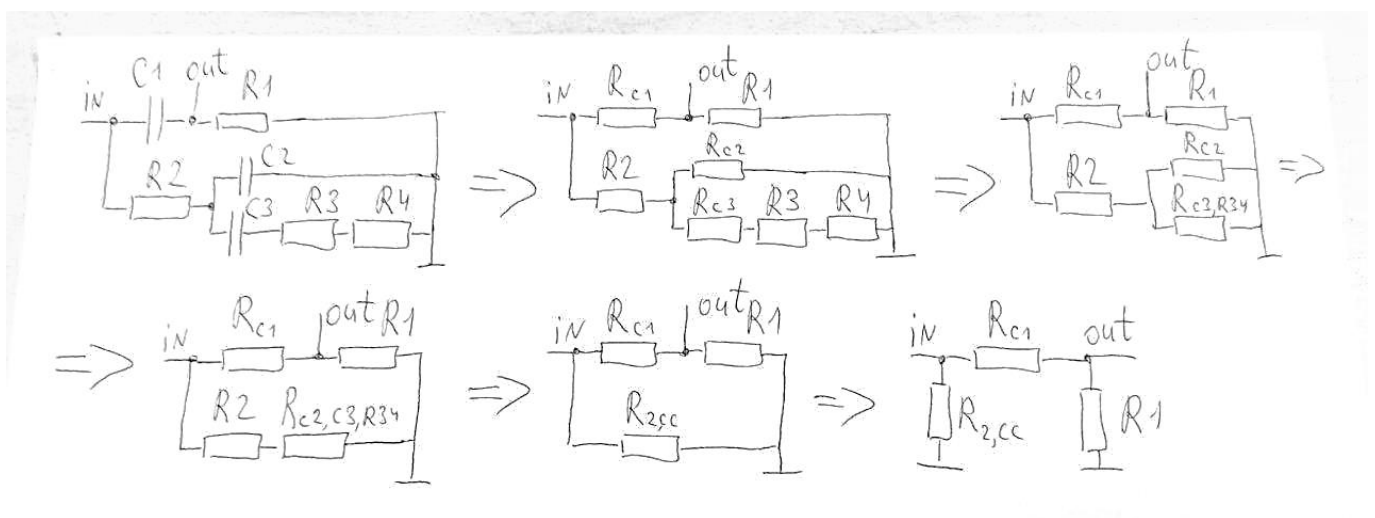 iN C1 out R1
R2 C2
C3 R3 R4
⇒
iN Rc1 out R1
R2 Rc2
Rc3 R3 R4
⇒
iN Rc1 out R1
R2 Rc2
Rc3,R34
⇒
⇒
iN Rc1 out R1
R2 Rc2,c3,R34
⇒
iN Rc1 out R1
R2,cc
⇒
iN Rc1 out
R2,cc R1